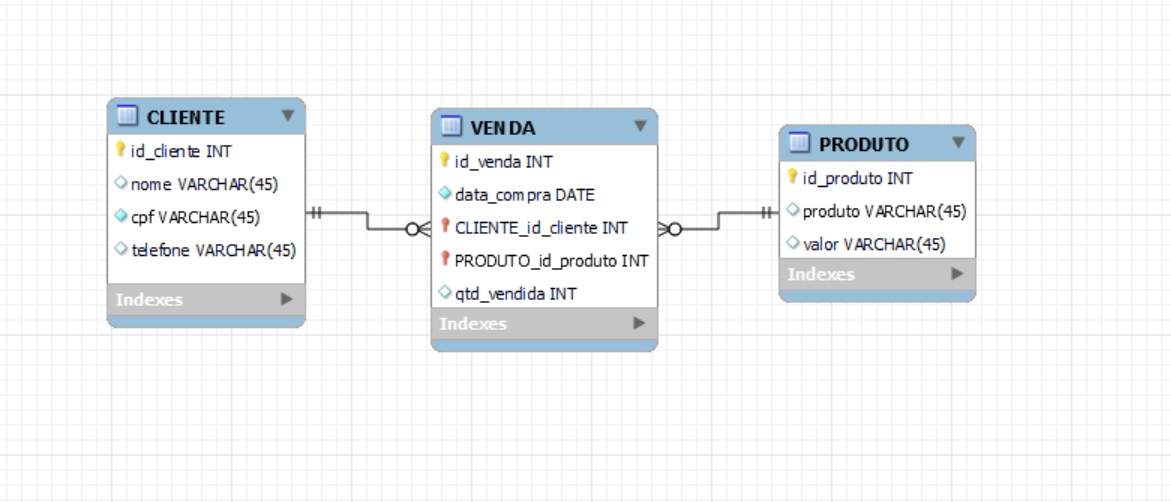 CLIENTE
id_cliente INT
nome VARCHAR(45)
cpf VARCHAR(45)
telefone VARCHAR(45)
Indexes
VENDA
id_venda INT
data_compra DATE
CLIENTE_id_cliente INT
PRODUTO_id_produto INT
qtd_vendida INT
Indexes
PRODUTO
id_produto INT
produto VARCHAR(45)
valor VARCHAR(45)
Indexes